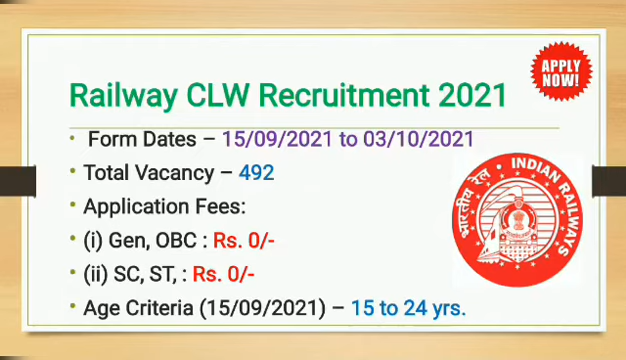 APPLY
NOW!
Railway CLW Recruitment 2021
• Form Dates – 15/09/2021 to 03/10/2021
• Total Vacancy – 492
• Application Fees:
• (i) Gen, OBC : Rs. 0/-
• (ii) SC, ST, : Rs. 0/-
• Age Criteria (15/09/2021) – 15 to 24 yrs.
भारतीय रेल • INDIAN RAILWAYS